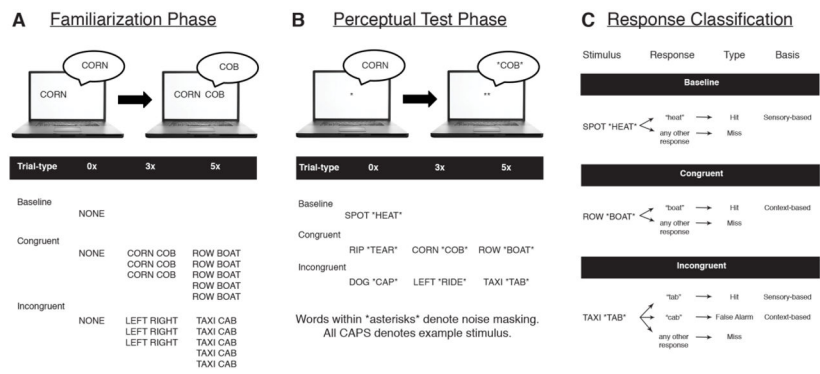 A Familiarization Phase
CORN
CORN
COB
CORN COB
Trial-type 0x 3x 5x
Baseline
NONE
Congruent
NONE CORN COB ROW BOAT
CORN COB ROW BOAT
CORN COB ROW BOAT
ROW BOAT
ROW BOAT
Incongruent
NONE LEFT RIGHT TAXI CAB
LEFT RIGHT TAXI CAB
LEFT RIGHT TAXI CAB
TAXI CAB
TAXI CAB
B Perceptual Test Phase
CORN
*
*COB*
**
Trial-type 0x 3x 5x
Baseline
SPOT *HEAT*
Congruent
RIP *TEAR* CORN *COB* ROW *BOAT*
Incongruent
DOG *CAP* LEFT *RIDE* TAXI *TAB*
Words within *asterisks* denote noise masking.
All CAPS denotes example stimulus.
C Response Classification
Stimulus Response Type Basis
Baseline
SPOT *HEAT*
"heat" Hit Sensory-based
any other Miss
response
Congruent
ROW *BOAT*
"boat" Hit Context-based
any other Miss
response
Incongruent
TAXI *TAB*
"tab" Hit Sensory-based
"cab" False Alarm Context-based
any other Miss
response